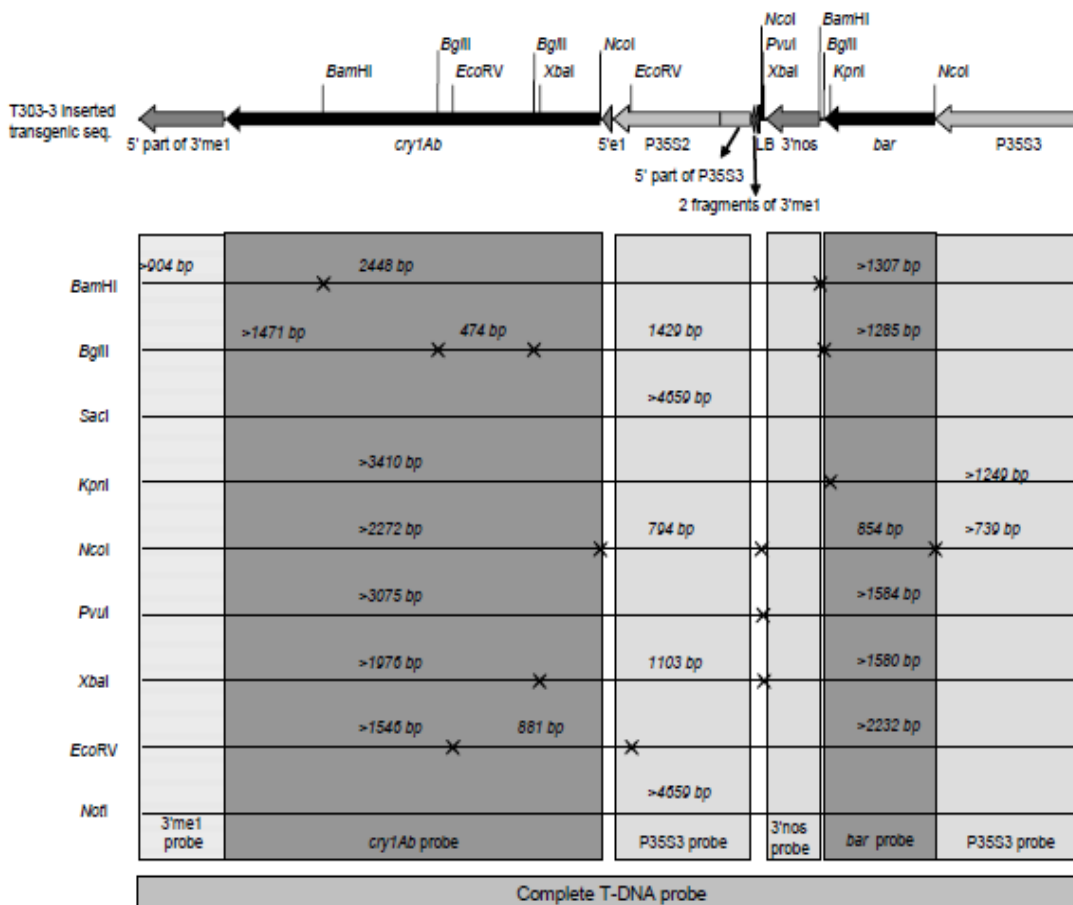 NcoI BamHI
BglII BglII NcoI PvuI BglII
BamHI EcoRV XbaI EcoRV XbaI KpnI NcoI
T303-3 Inserted
transgenic seq.
5' part of 3'me1 cry1Ab 5'e1 P35S2 LB 3'nos bar P35S3
5' part of P35S3
2 fragments of 3'me1
>904 bp 2448 bp >1307 bp
BamHI
>1471 bp 474 bp 1429 bp >1285 bp
BglII
>4659 bp
SacI
>3410 bp >1249 bp
KpnI
>2272 bp 794 bp 854 bp >739 bp
NcoI
>3075 bp >1584 bp
PvuI
>1976 bp 1103 bp >1580 bp
XbaI
>1546 bp 881 bp >2232 bp
EcoRV
>4659 bp
NotI
3'me1
probe
cry1Ab probe
P35S3 probe
3'nos
probe
bar probe
P35S3 probe
Complete T-DNA probe